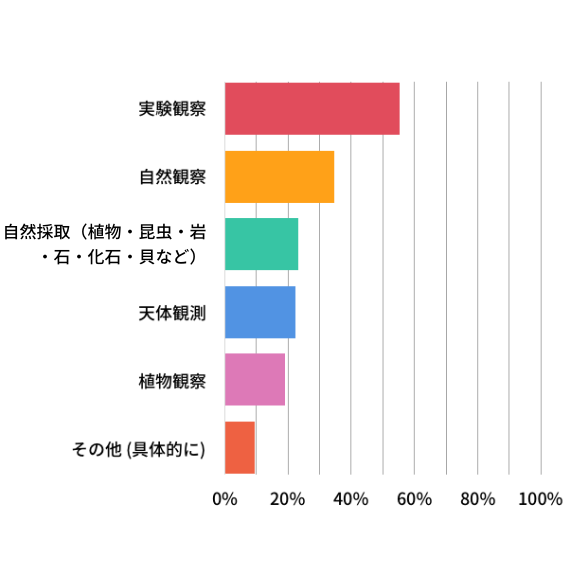 実験観察
自然観察
自然採取（植物・昆虫・岩
・石・化石・貝など）
天体観測
植物観察
その他 (具体的に)
0% 20% 40% 60% 80% 100%